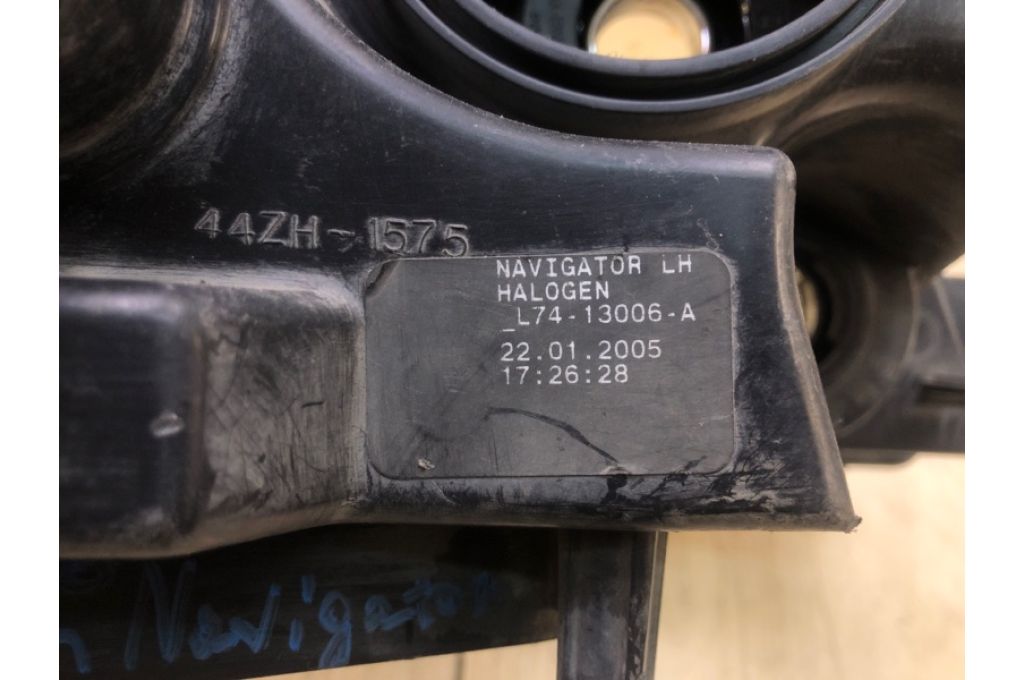 44ZH-1575
NAVIGATOR LH
HALOGEN
_L74-13006-A
22.01.2005
17:26:28
Navigator